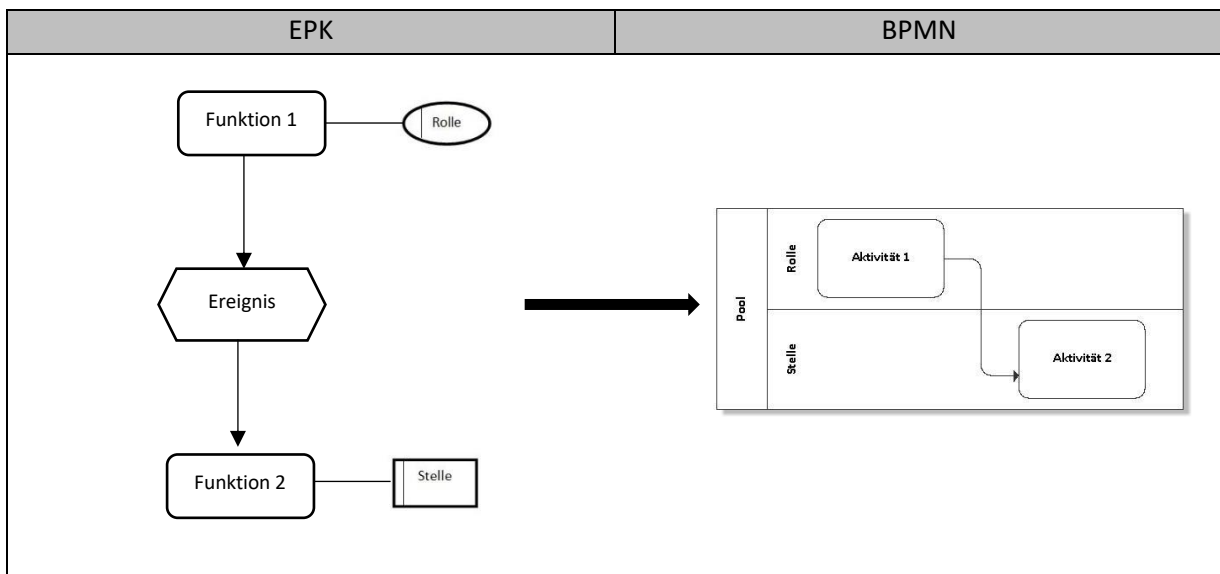 EPK
BPMN
Funktion 1
Rolle
Ereignis
Funktion 2
Stelle
Pool
Rolle
Aktivität 1
Stelle
Aktivität 2